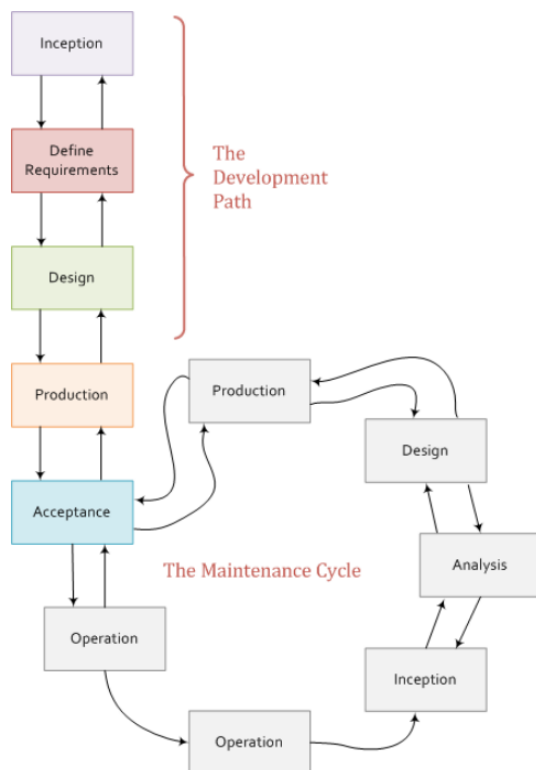 Inception
Define
Requirements
The
Development
Path
Design
Production
Production
Design
Acceptance
Analysis
The Maintenance Cycle
Operation
Inception
Operation